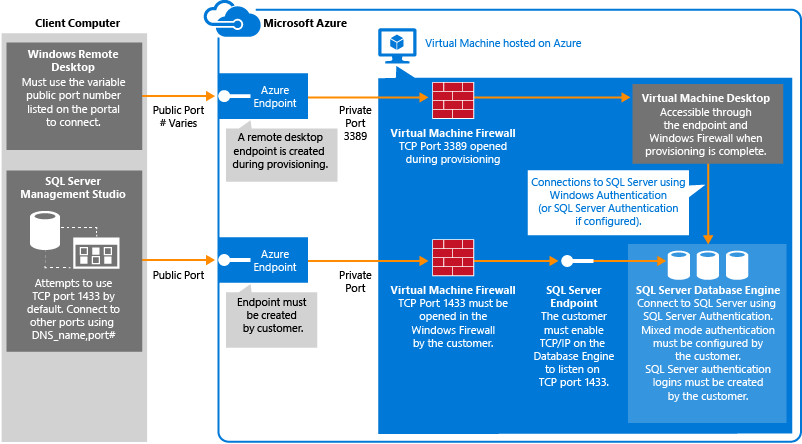 Client Computer
Microsoft Azure
Virtual Machine hosted on Azure
Windows Remote
Desktop
Must use the variable
public port number
listed on the portal
to connect.
Public Port
# Varies
Azure
Endpoint
A remote desktop
endpoint is created
during provisioning.
Private
Port
3389
Virtual Machine Firewall
TCP Port 3389 opened
during provisioning
Virtual Machine Desktop
Accessible through
the endpoint and
Windows Firewall when
provisioning is complete.
Connections to SQL Server using
Windows Authentication
(or SQL Server Authentication
if configured).
SQL Server
Management Studio
Attempts to use
TCP port 1433 by
default. Connect to
other ports using
DNS_name,port#
Public Port
Azure
Endpoint
Endpoint must
be created
by customer.
Private
Port
Virtual Machine Firewall
TCP Port 1433 must be
opened in the
Windows Firewall
by the customer.
SQL Server
Endpoint
The customer
must enable
TCP/IP on the
Database Engine
to listen on
TCP port 1433.
SQL Server Database Engine
Connect to SQL Server using
SQL Server Authentication.
Mixed mode authentication
must be configured by
the customer.
SQL Server authentication
logins must be created
by the customer.